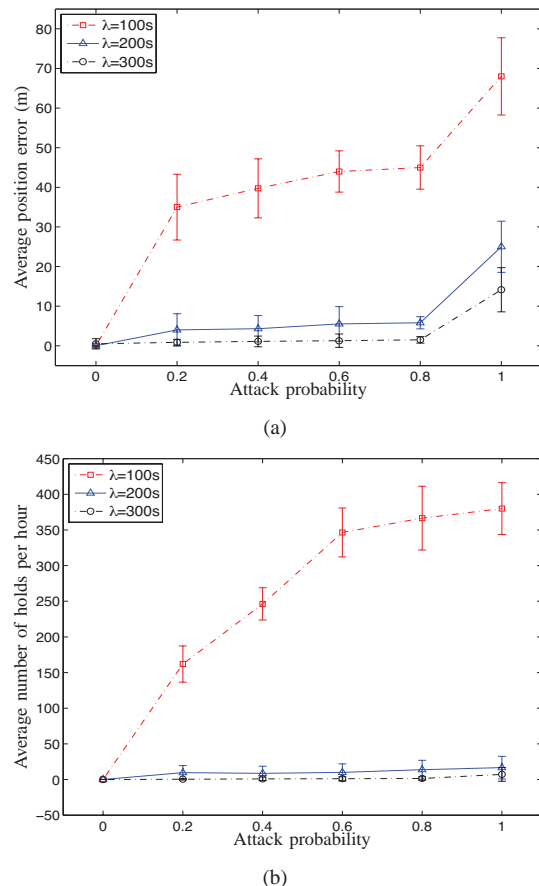 80
70
60
50
40
30
20
10
0
Average position error (m)
λ=100s
λ=200s
λ=300s
0 0.2 0.4 0.6 0.8 1
Attack probability
(a)
450
400
350
300
250
200
150
100
50
0
−50
Average number of holds per hour
λ=100s
λ=200s
λ=300s
0 0.2 0.4 0.6 0.8 1
Attack probability
(b)